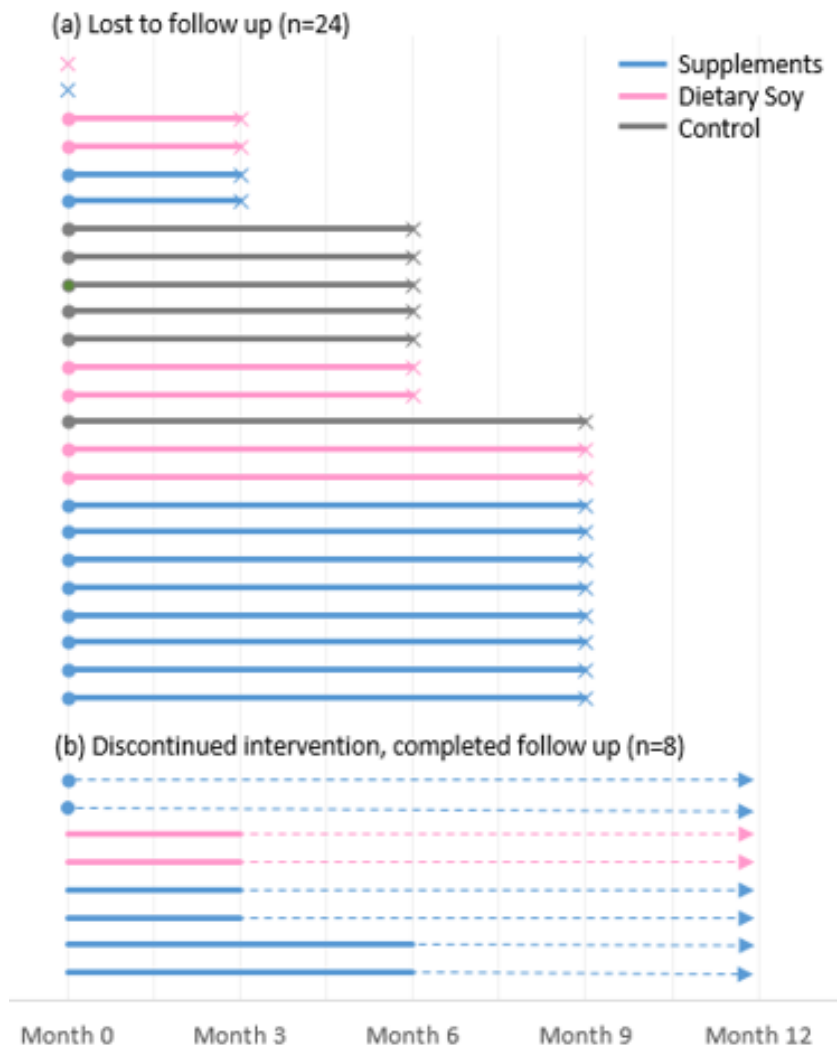 (a) Lost to follow up (n=24)
Supplements
Dietary Soy
Control
(b) Discontinued intervention, completed follow up (n=8)
Month 0 Month 3 Month 6 Month 9 Month 12